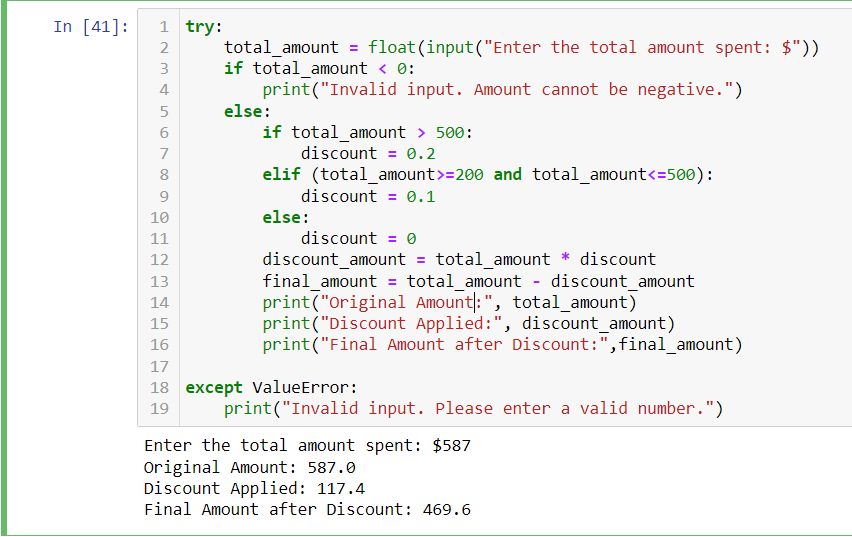 In [41]:
1 try:
2     total_amount = float(input("Enter the total amount spent: $"))
3     if total_amount < 0:
4         print("Invalid input. Amount cannot be negative.")
5     else:
6         if total_amount > 500:
7             discount = 0.2
8         elif (total_amount>=200 and total_amount<=500):
9             discount = 0.1
10         else:
11             discount = 0
12         discount_amount = total_amount * discount
13         final_amount = total_amount - discount_amount
14         print("Original Amount:", total_amount)
15         print("Discount Applied:", discount_amount)
16         print("Final Amount after Discount:",final_amount)
17
18 except ValueError:
19     print("Invalid input. Please enter a valid number.")
Enter the total amount spent: $587
Original Amount: 587.0
Discount Applied: 117.4
Final Amount after Discount: 469.6